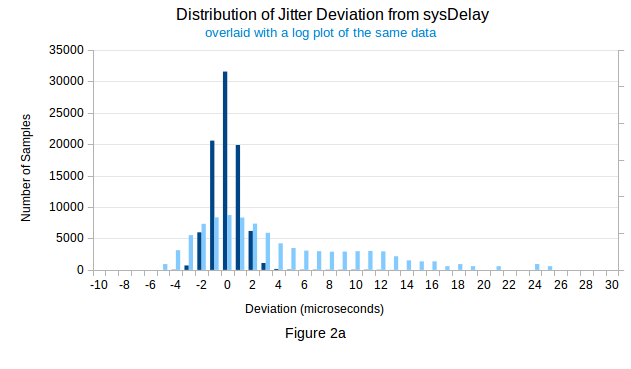 Distribution of Jitter Deviation from sysDelay
overlaid with a log plot of the same data
35000
30000
25000
20000
15000
10000
5000
0
Number of Samples
-10 -8 -6 -4 -2 0 2 4 6 8 10 12 14 16 18 20 22 24 26 28 30
Deviation (microseconds)
Figure 2a